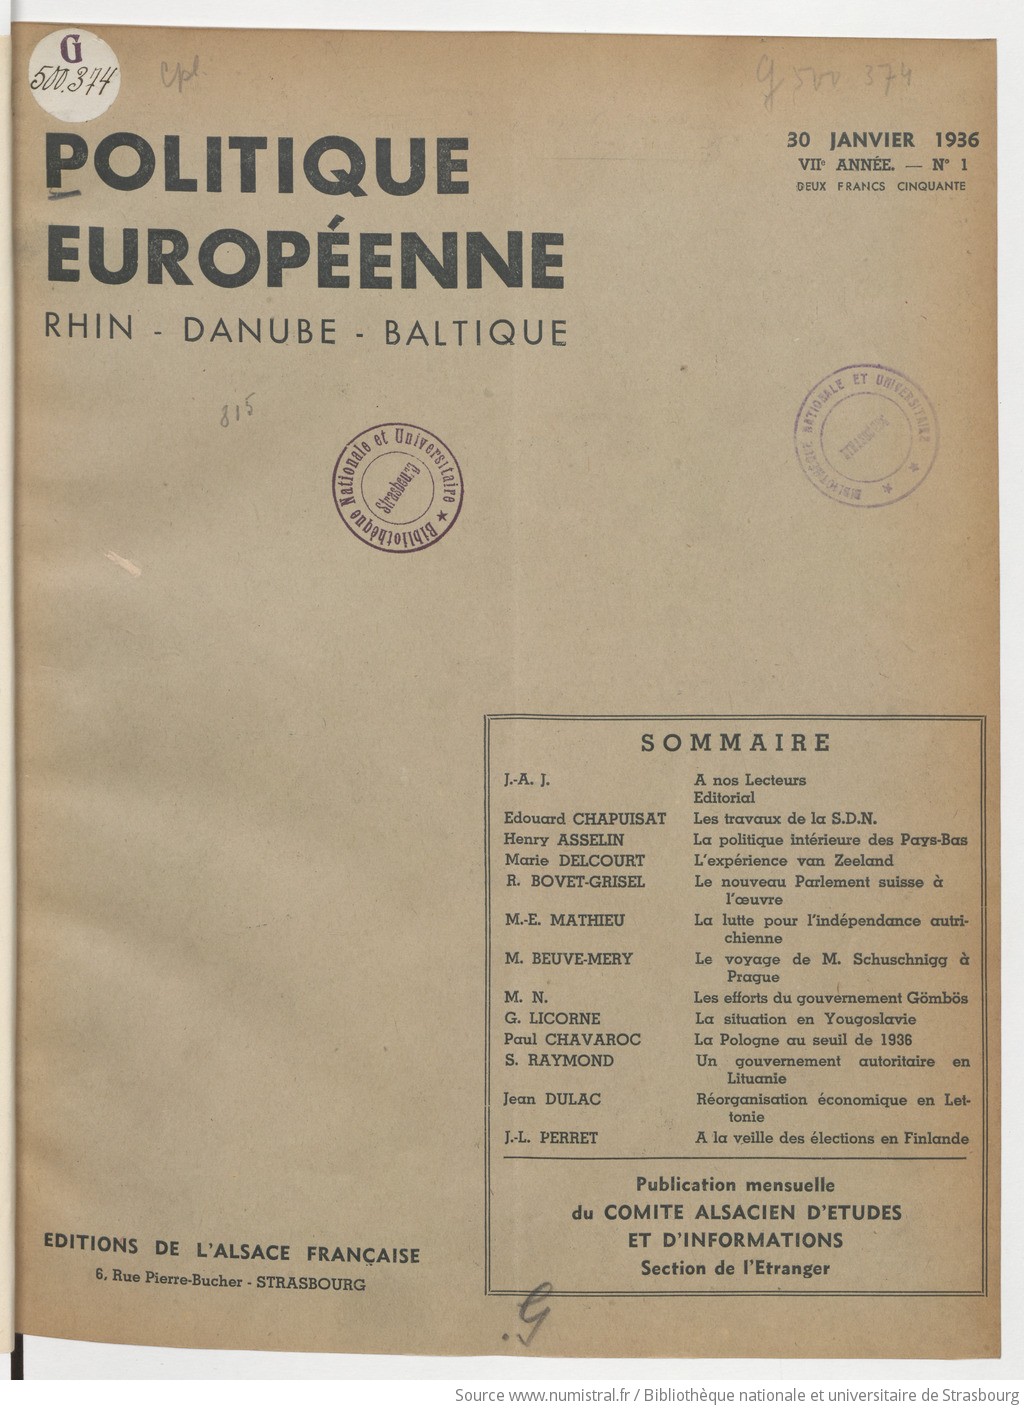 G
500.374
cpl.
G 500 374
POLITIQUE
EUROPÉENNE
RHIN - DANUBE - BALTIQUE
30 JANVIER 1936
VIIe ANNÉE. — N° 1
DEUX FRANCS CINQUANTE
815
Bibliothèque Nationale et Universitaire ★
Strasbourg
BIBLIOTHÈQUE NATIONALE ET UNIVERSITAIRE ★ ★
STRASBOURG
SOMMAIRE
J.-A. J. A nos Lecteurs
Editorial
Edouard CHAPUISAT Les travaux de la S.D.N.
Henry ASSELIN La politique intérieure des Pays-Bas
Marie DELCOURT L'expérience van Zeeland
R. BOVET-GRISEL Le nouveau Parlement suisse à
l'œuvre
M.-E. MATHIEU La lutte pour l'indépendance autri-
chienne
M. BEUVE-MERY Le voyage de M. Schuschnigg à
Prague
M. N. Les efforts du gouvernement Gömbös
G. LICORNE La situation en Yougoslavie
Paul CHAVAROC La Pologne au seuil de 1936
S. RAYMOND Un gouvernement autoritaire en
Lituanie
Jean DULAC Réorganisation économique en Let-
tonie
J.-L. PERRET A la veille des élections en Finlande
Publication mensuelle
du COMITE ALSACIEN D'ETUDES
ET D'INFORMATIONS
Section de l'Etranger
EDITIONS DE L'ALSACE FRANÇAISE
6, Rue Pierre-Bucher - STRASBOURG
.G
Source www.numistral.fr / Bibliothèque nationale et universitaire de Strasbourg